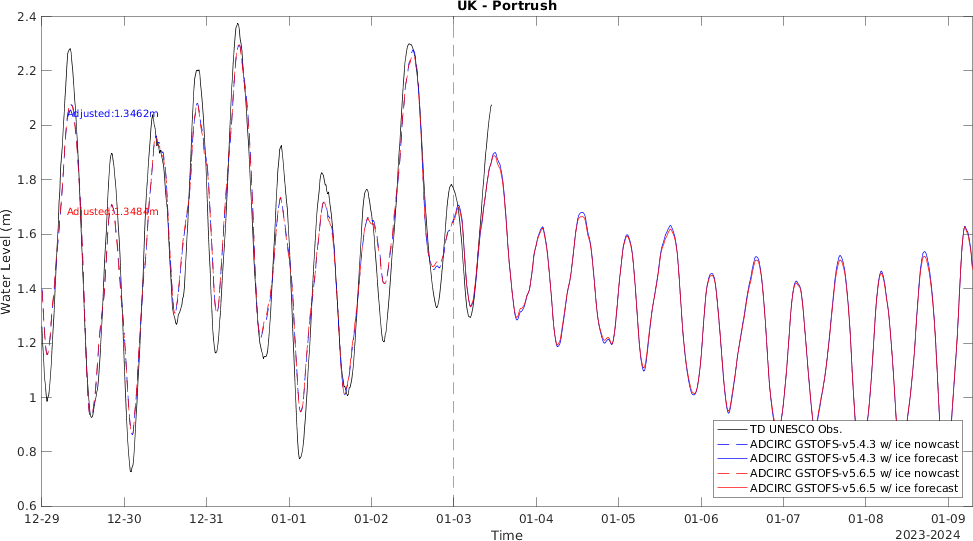 UK - Portrush
2.4
2.2
2
1.8
1.6
1.4
1.2
1
0.8
0.6
Water Level (m)
Adjusted:1.3462m
Adjusted:1.3484m
TD UNESCO Obs.
ADCIRC GSTOFS-v5.4.3 w/ ice nowcast
ADCIRC GSTOFS-v5.4.3 w/ ice forecast
ADCIRC GSTOFS-v5.6.5 w/ ice nowcast
ADCIRC GSTOFS-v5.6.5 w/ ice forecast
12-29 12-30 12-31 01-01 01-02 01-03 01-04 01-05 01-06 01-07 01-08 01-09
Time
2023-2024